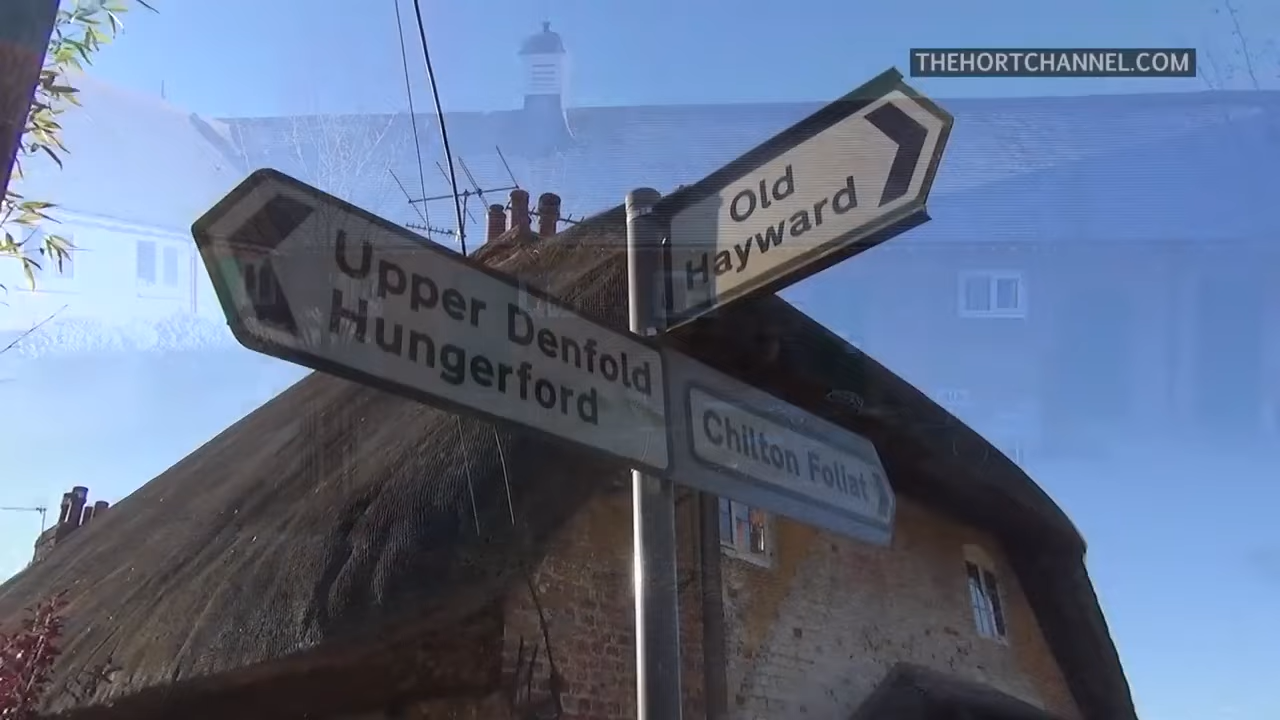 THEHORTCHANNEL.COM
Old
Hayward
Upper Denfold
Hungerford
Chilton Foliat